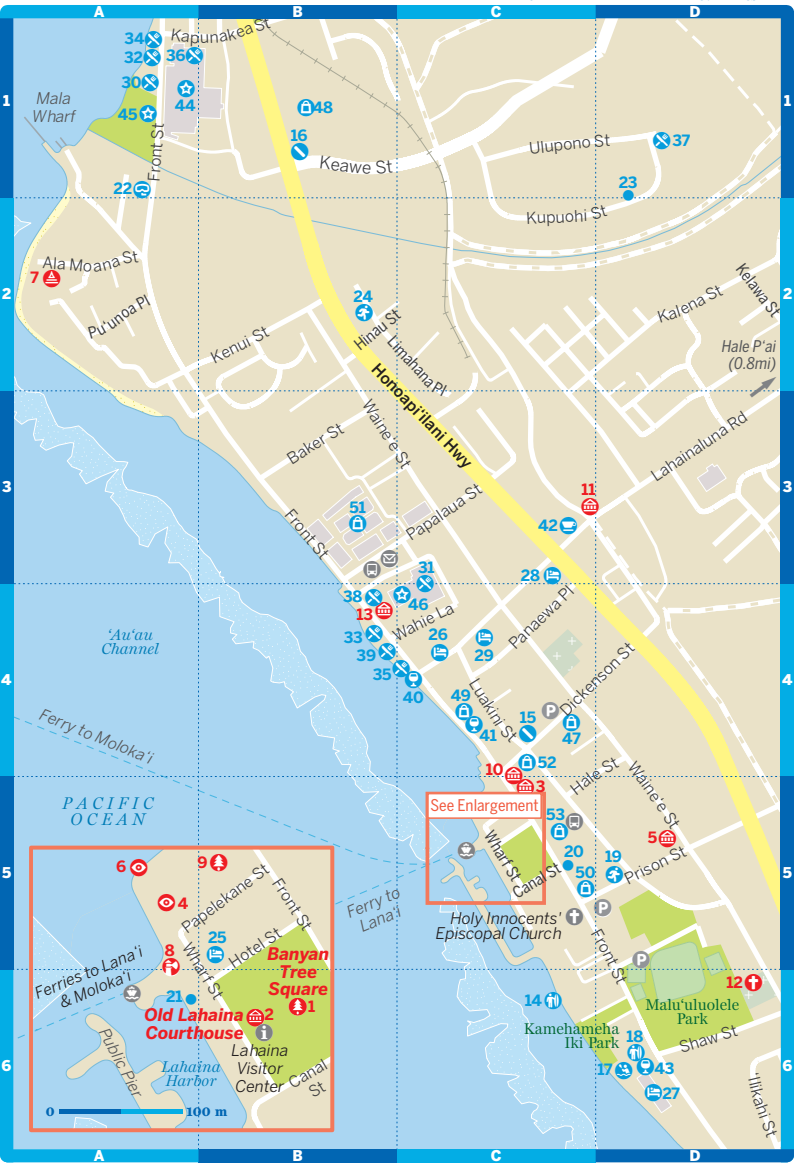 A B C D
34
Kapunakea St
32
36
30
44
1 1
Mala
Wharf
45
48
16
Front St
Keawe St
Ulupono St
37
22
23
Kupuohi St
Ala Moana St
7
2 2
Pu‘unoa Pl
24
Kenui St
Hinau St
Limahana Pl
Kalena St
Kelawa St
Hale P‘ai
(0.8mi)
Honoapi‘ilani Hwy
Baker St
Waine‘e St
Lahainaluna Rd
3 3
11
51
Front St
Papalaua St
42
31
28
38
46
13
Wahie La
Panaewa Pl
‘Au‘au
Channel
33
26
29
39
35
4 4
40
Dickenson St
Luakini St
49
15
41
47
Ferry to Moloka‘i
52
10
3
Hale St
Waine‘e St
PACIFIC
OCEAN
See Enlargement
53
5
Wharf St
20
19
Canal St
50
Prison St
5 5
6
9
4
Papelekane St
Front St
Ferry to
Lana‘i
Holy Innocents’
Episcopal Church
Front St
8
25
Hotel St
Wharf St
Banyan
Tree
Square
1
Ferries to Lana‘i
& Moloka‘i
21
Old Lahaina
Courthouse
2
14
12
Malu‘uluolele
Park
Kamehameha
Iki Park
18
Shaw St
Public Pier
Lahaina
Harbor
Lahaina
Visitor
Center
Canal
St
6 6
17
43
27
‘Ilikahi St
0 100 m
A B C D
P
P
P
i